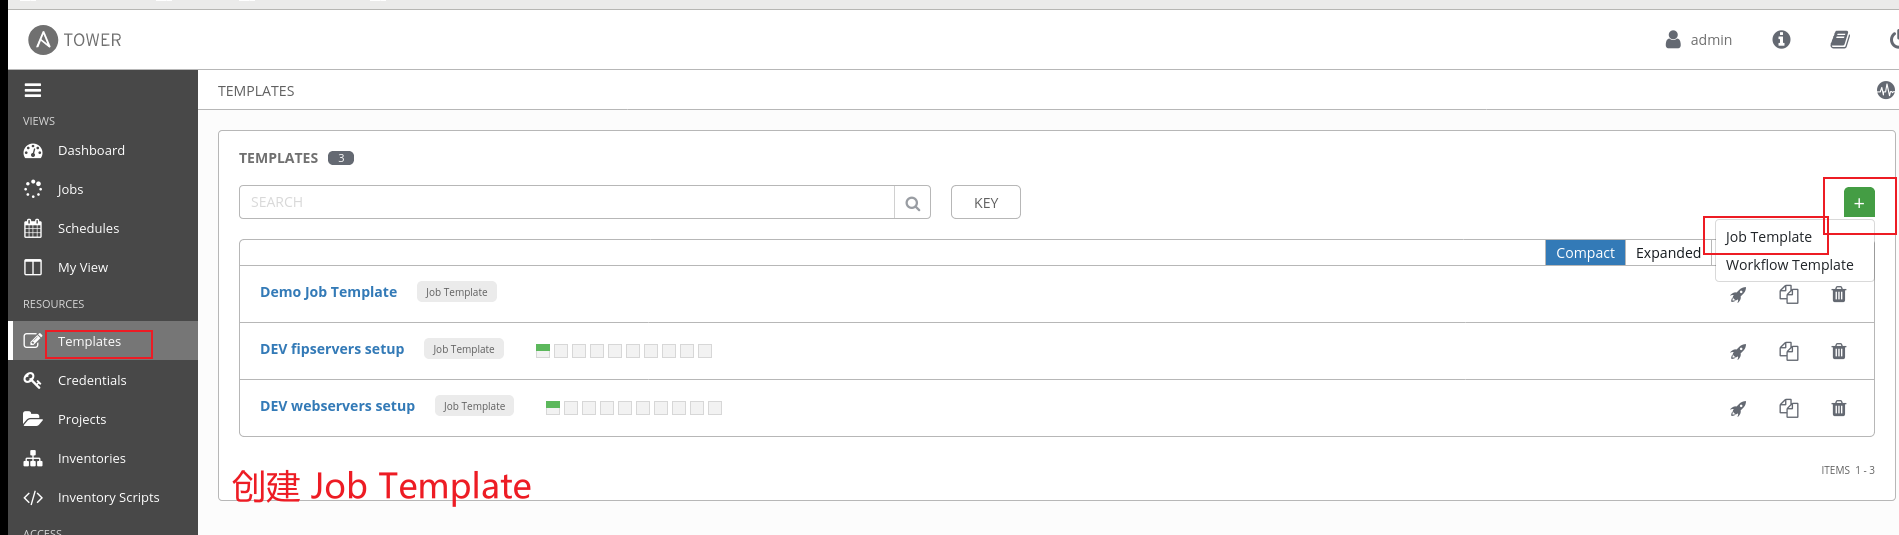 TOWER
admin
VIEWS
Dashboard
Jobs
Schedules
My View
RESOURCES
Templates
Credentials
Projects
Inventories
Inventory Scripts
ACCESS
TEMPLATES
TEMPLATES 3
SEARCH
KEY
+
Job Template
Workflow Template
Compact Expanded
Demo Job Template Job Template
DEV fipservers setup Job Template
DEV webservers setup Job Template
ITEMS 1 - 3
创建 Job Template